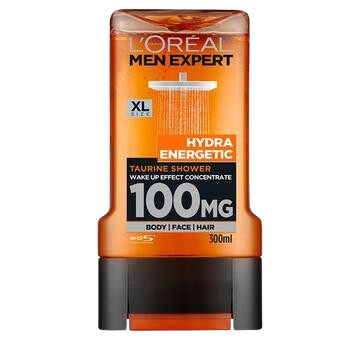 L'ORÉAL
MEN EXPERT
XL
SIZE
HYDRA
ENERGETIC
TAURINE SHOWER
WAKE UP EFFECT CONCENTRATE
100MG
BODY | FACE | HAIR
300ml